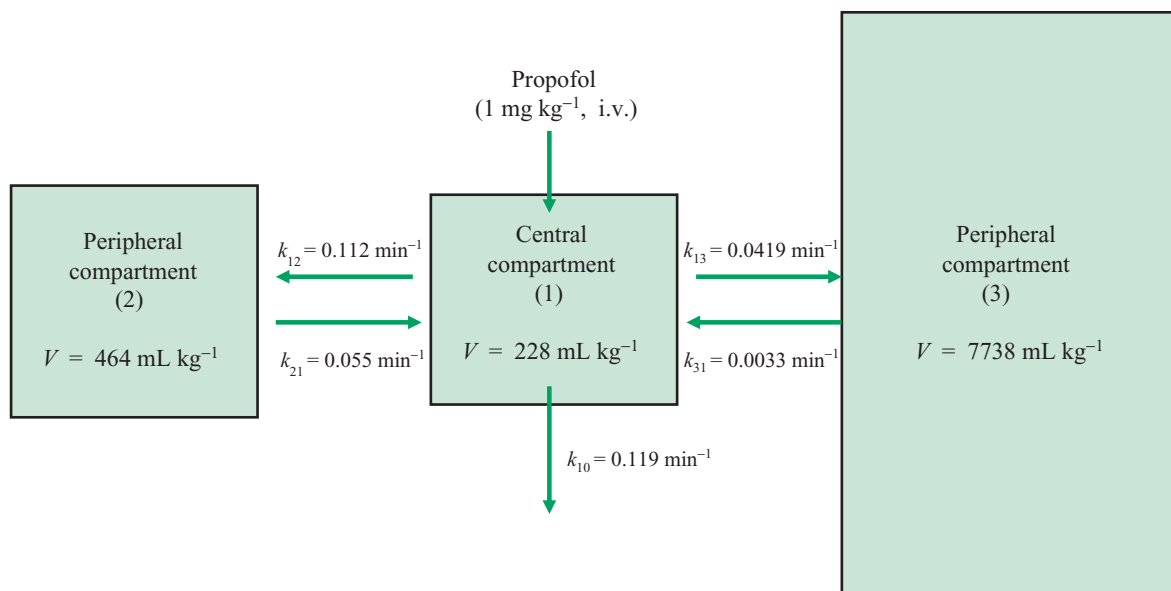 Propofol
(1 mg kg⁻¹, i.v.)
Peripheral
compartment
(2)
V = 464 mL kg⁻¹
k₁₂ = 0.112 min⁻¹
k₂₁ = 0.055 min⁻¹
Central
compartment
(1)
V = 228 mL kg⁻¹
k₁₃ = 0.0419 min⁻¹
k₃₁ = 0.0033 min⁻¹
Peripheral
compartment
(3)
V = 7738 mL kg⁻¹
k₁₀ = 0.119 min⁻¹